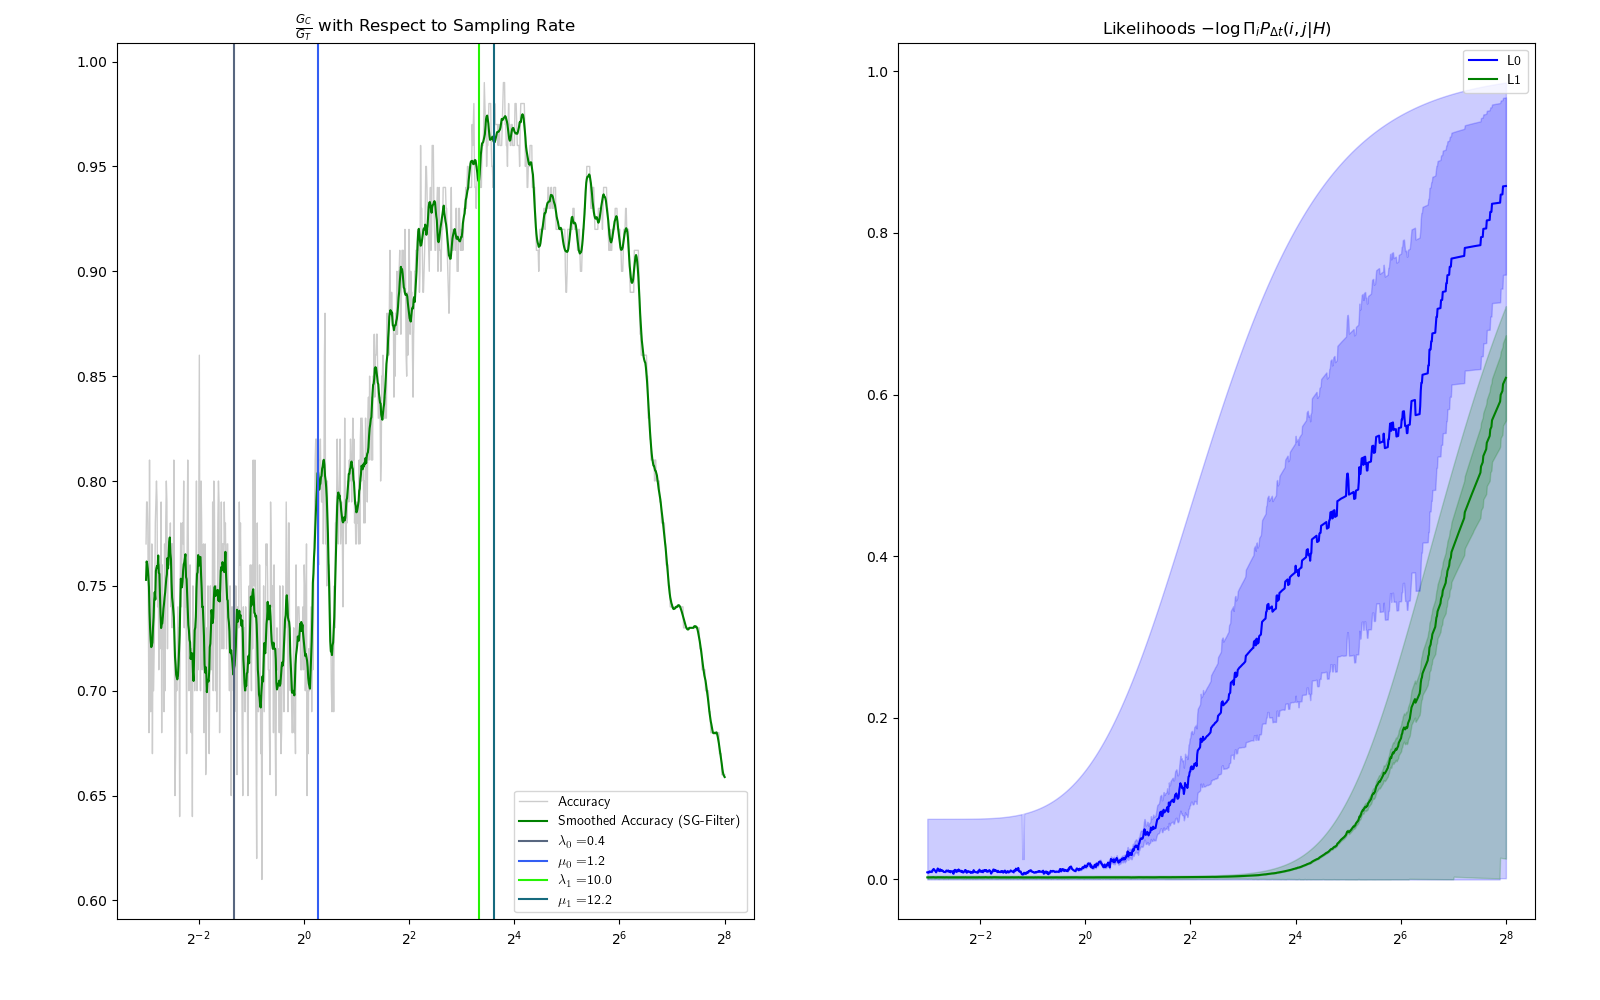 G_C/G_T with Respect to Sampling Rate
1.00
0.95
0.90
0.85
0.80
0.75
0.70
0.65
0.60
2^−2
2^0
2^2
2^4
2^6
2^8
Accuracy
Smoothed Accuracy (SG-Filter)
λ_0 =0.4
μ_0 =1.2
λ_1 =10.0
μ_1 =12.2
Likelihoods −log Π_i P_Δt(i, j|H)
1.0
0.8
0.6
0.4
0.2
0.0
2^−2
2^0
2^2
2^4
2^6
2^8
L0
L1